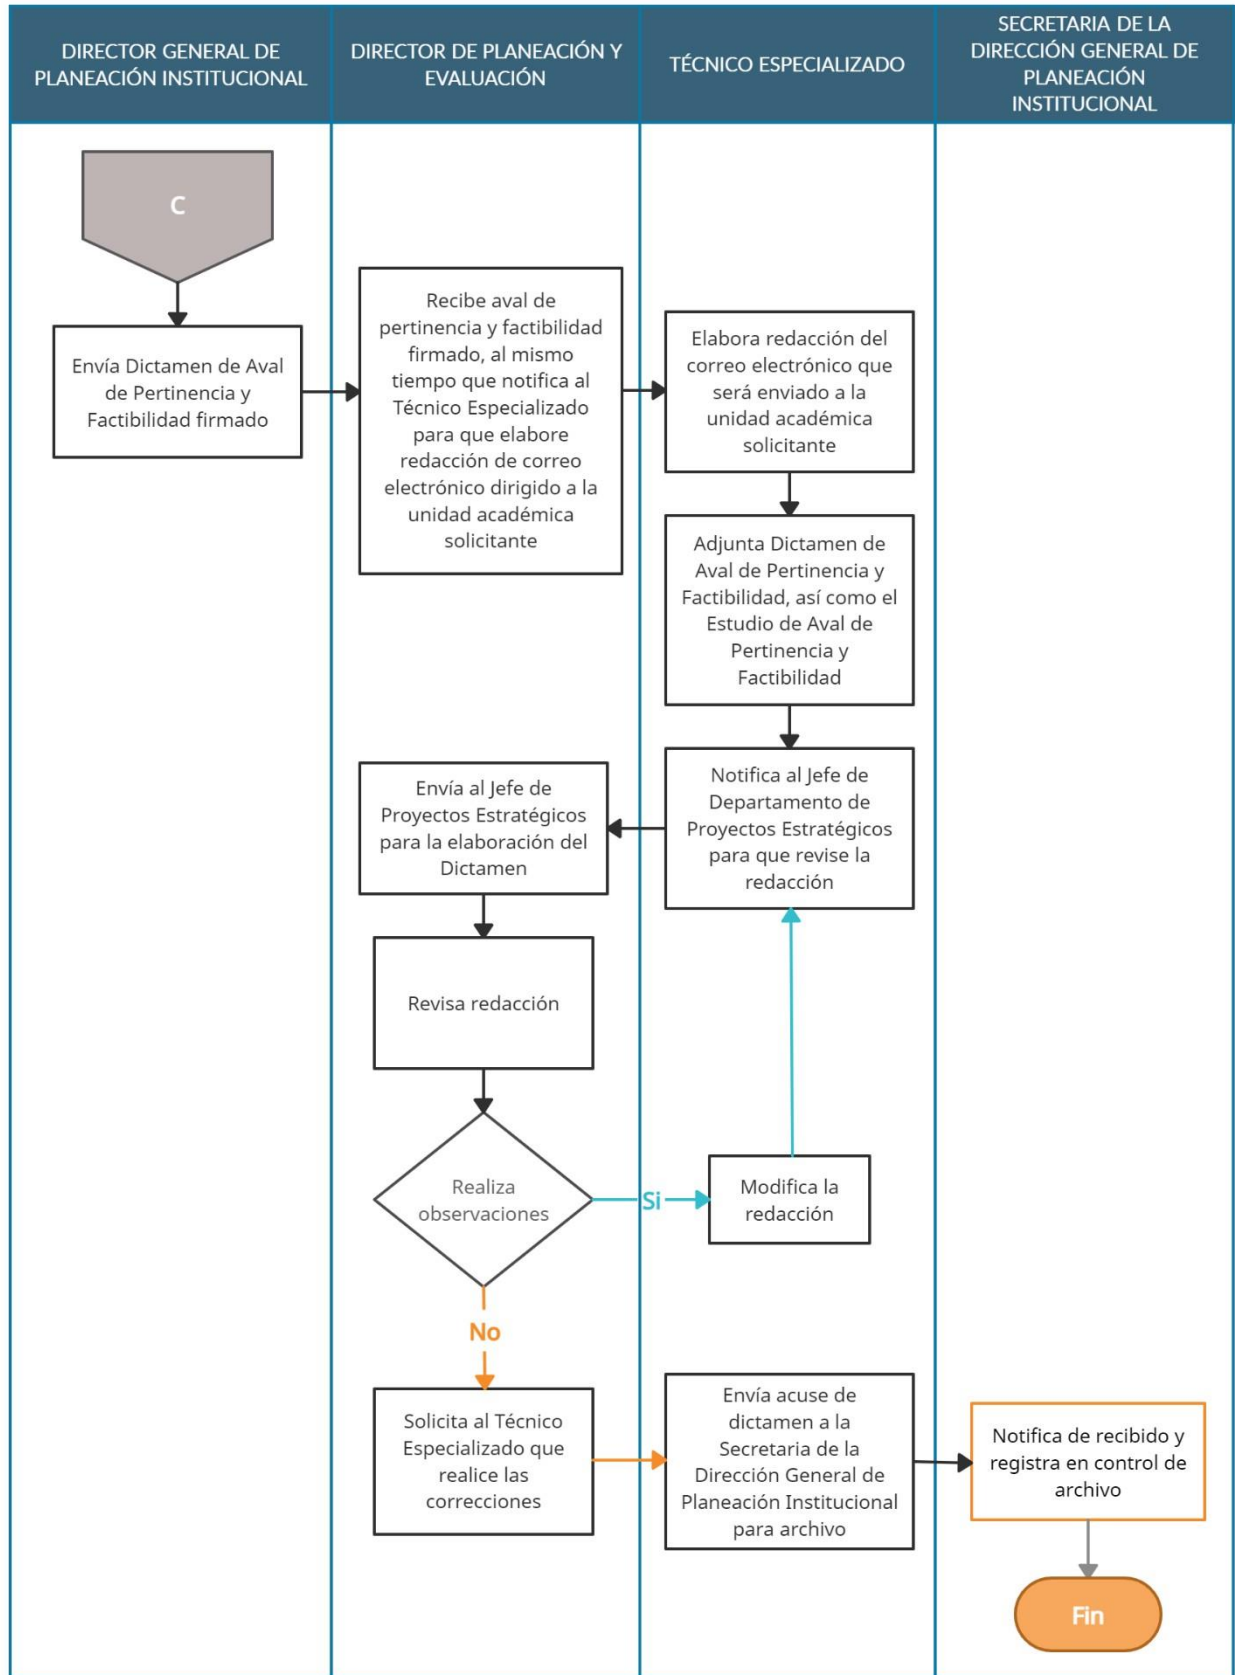 DIRECTOR GENERAL DE
PLANEACIÓN INSTITUCIONAL
DIRECTOR DE PLANEACIÓN Y
EVALUACIÓN
TÉCNICO ESPECIALIZADO
SECRETARIA DE LA
DIRECCIÓN GENERAL DE
PLANEACIÓN
INSTITUCIONAL
C
Envía Dictamen de Aval
de Pertinencia y
Factibilidad firmado
Recibe aval de
pertinencia y factibilidad
firmado, al mismo
tiempo que notifica al
Técnico Especializado
para que elabore
redacción de correo
electrónico dirigido a la
unidad académica
solicitante
Elabora redacción del
correo electrónico que
será enviado a la
unidad académica
solicitante
Adjunta Dictamen de
Aval de Pertinencia y
Factibilidad, así como el
Estudio de Aval de
Pertinencia y
Factibilidad
Notifica al Jefe de
Departamento de
Proyectos Estratégicos
para que revise la
redacción
Envía al Jefe de
Proyectos Estratégicos
para la elaboración del
Dictamen
Revisa redacción
Realiza
observaciones
Si
Modifica la
redacción
No
Solicita al Técnico
Especializado que
realice las
correcciones
Envía acuse de
dictamen a la
Secretaria de la
Dirección General de
Planeación Institucional
para archivo
Notifica de recibido y
registra en control de
archivo
Fin